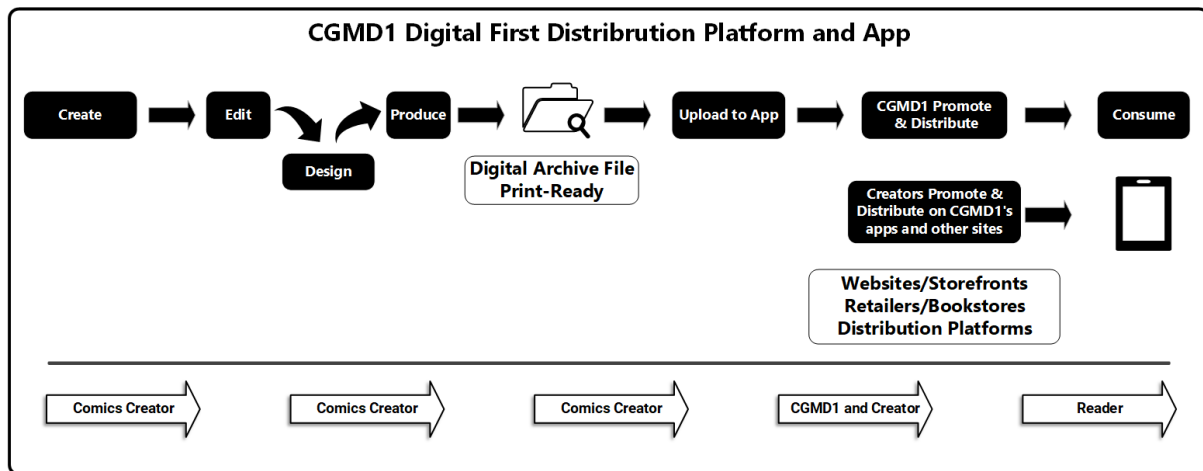 CGMD1 Digital First Distribrution Platform and App
Create
Edit
Design
Produce
Digital Archive File
Print-Ready
Upload to App
CGMD1 Promote
& Distribute
Consume
Creators Promote &
Distribute on CGMD1's
apps and other sites
Websites/Storefronts
Retailers/Bookstores
Distribution Platforms
Comics Creator
Comics Creator
Comics Creator
CGMD1 and Creator
Reader